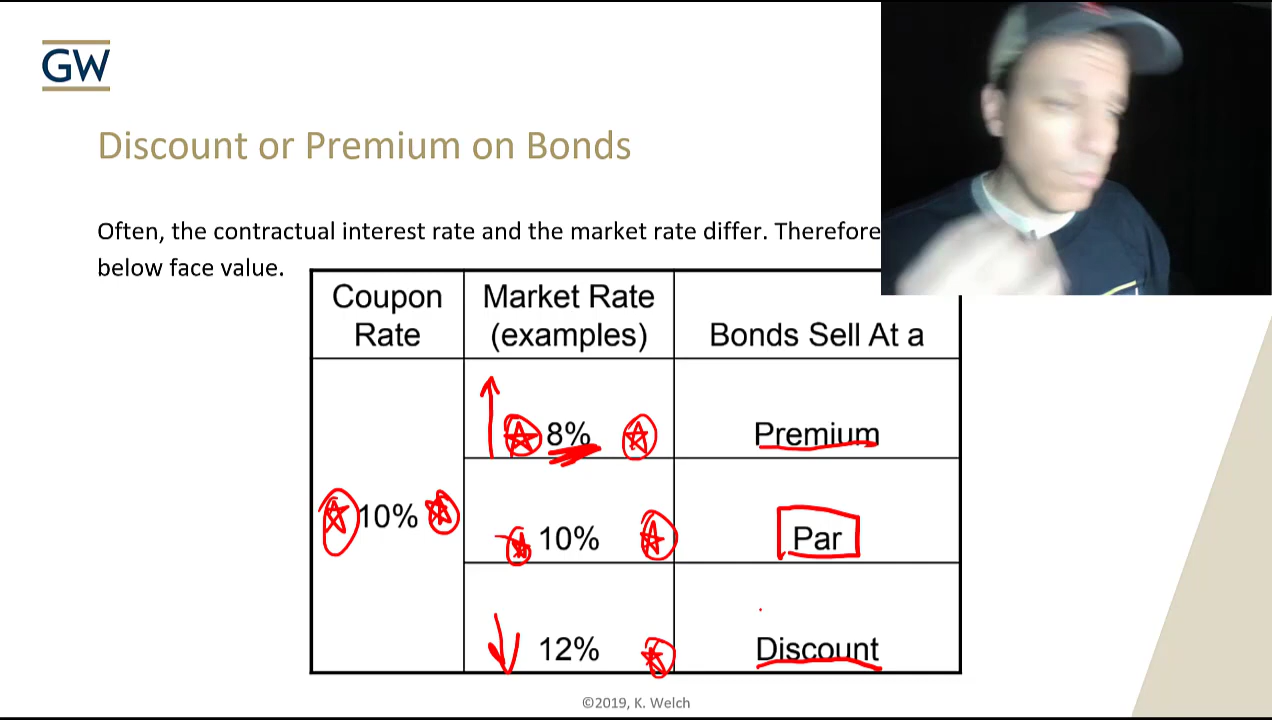 GW
Discount or Premium on Bonds
Often, the contractual interest rate and the market rate differ. Therefore
below face value.
Coupon Rate
Market Rate (examples)
Bonds Sell At a
10%
8%
Premium
10%
Par
12%
Discount
©2019, K. Welch